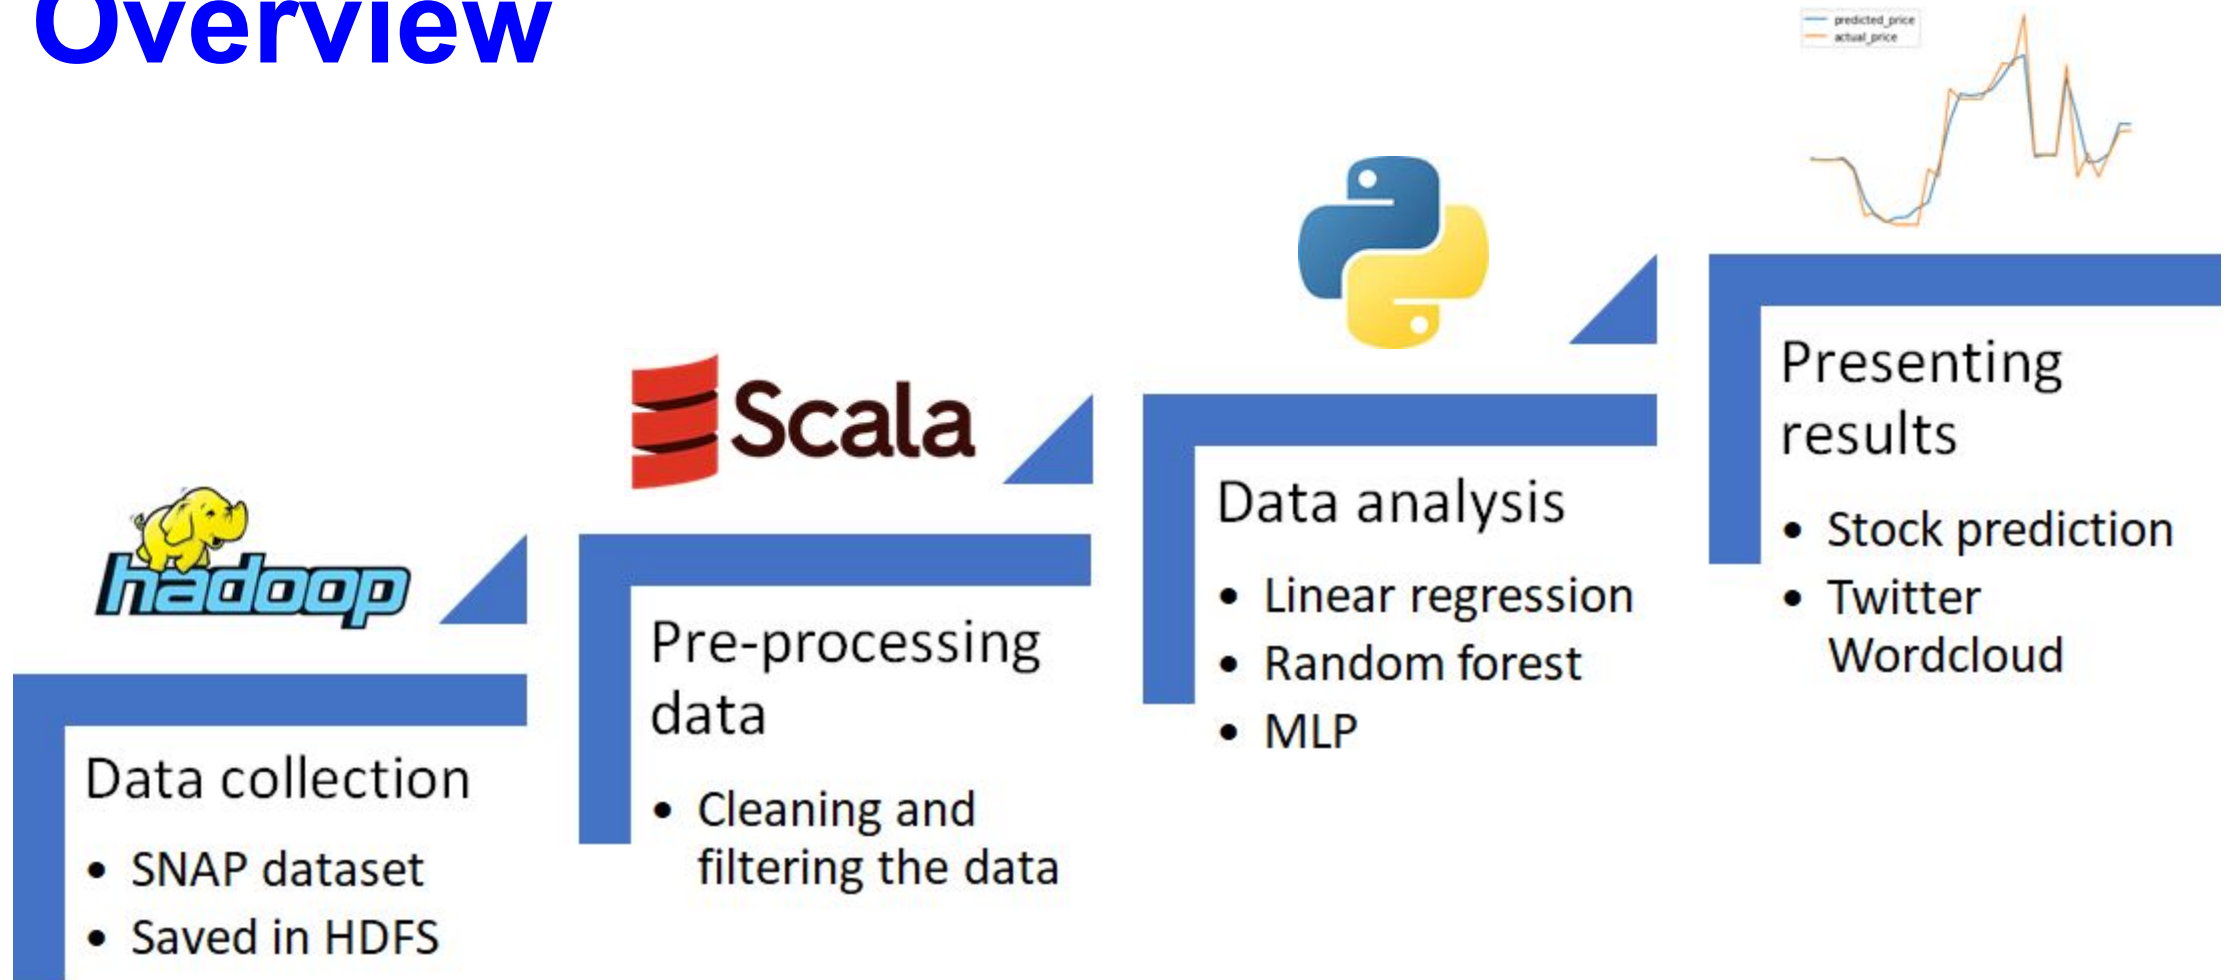 Overview
predicted_price
actual_price
Scala
hadoop
Data collection
• SNAP dataset
• Saved in HDFS
Pre-processing
data
• Cleaning and
filtering the data
Data analysis
• Linear regression
• Random forest
• MLP
Presenting
results
• Stock prediction
• Twitter
Wordcloud